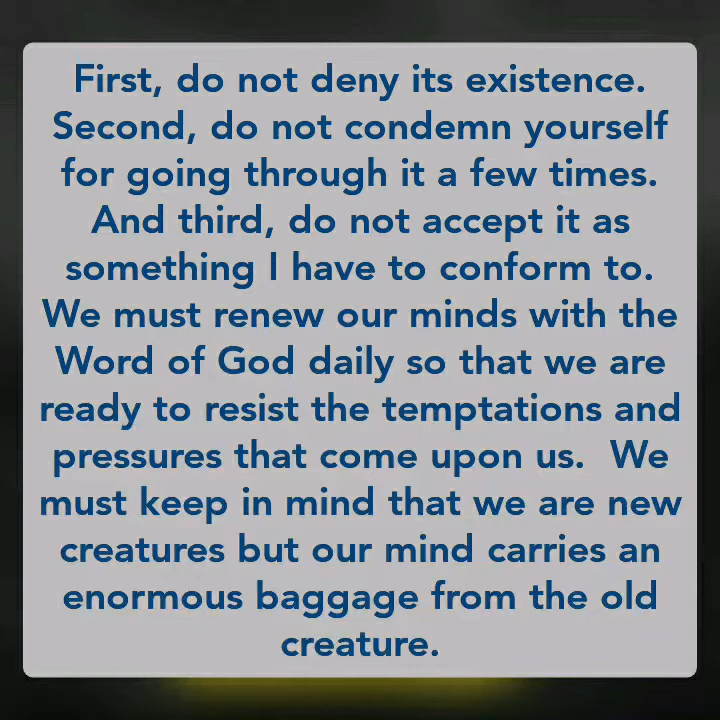 First, do not deny its existence.
Second, do not condemn yourself
for going through it a few times.
And third, do not accept it as
something I have to conform to.
We must renew our minds with the
Word of God daily so that we are
ready to resist the temptations and
pressures that come upon us.  We
must keep in mind that we are new
creatures but our mind carries an
enormous baggage from the old
creature.